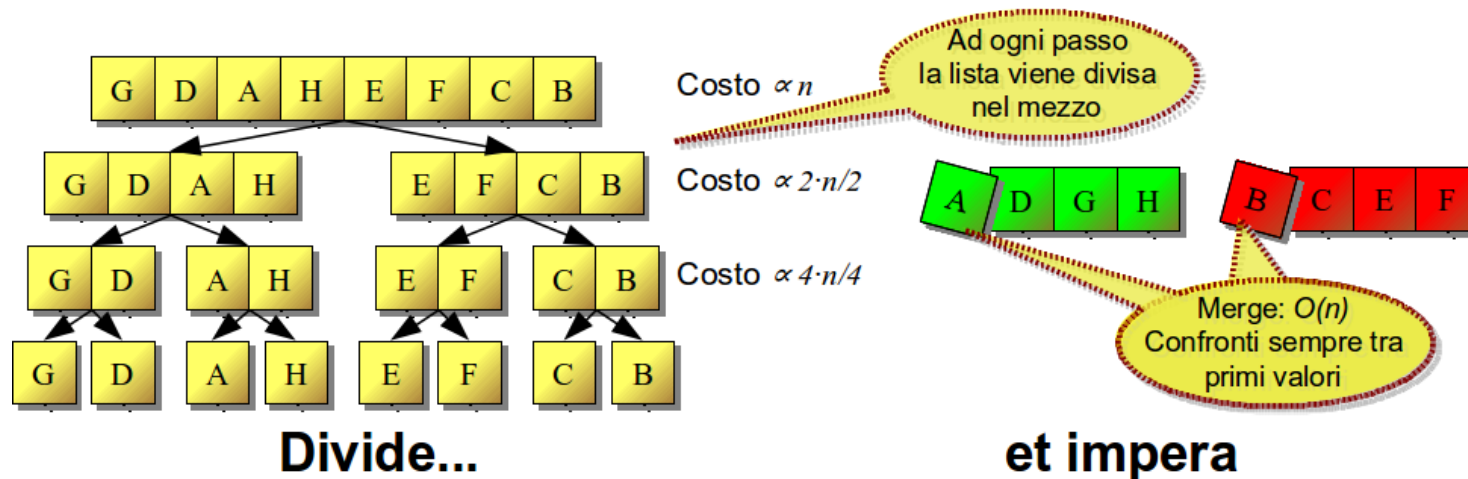 G D A H E F C B
Costo ∝ n
Ad ogni passo
la lista viene divisa
nel mezzo
G D A H
E F C B
Costo ∝ 2·n/2
A D G H
B C E F
G D
A H
E F
C B
Costo ∝ 4·n/4
Merge: O(n)
Confronti sempre tra
primi valori
G
D
A
H
E
F
C
B
Divide...
et impera